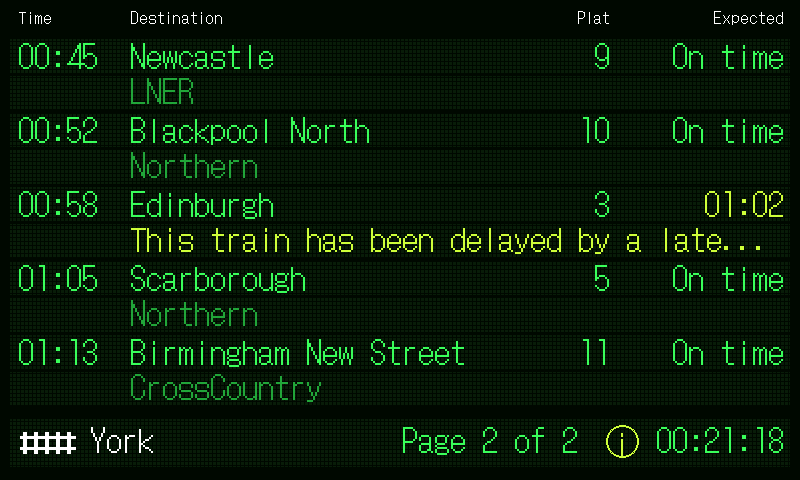 Time Destination Plat Expected
00:45 Newcastle 9 On time
LNER
00:52 Blackpool North 10 On time
Northern
00:58 Edinburgh 3 01:02
This train has been delayed by a late...
01:05 Scarborough 5 On time
Northern
01:13 Birmingham New Street 11 On time
CrossCountry
York Page 2 of 2 i 00:21:18